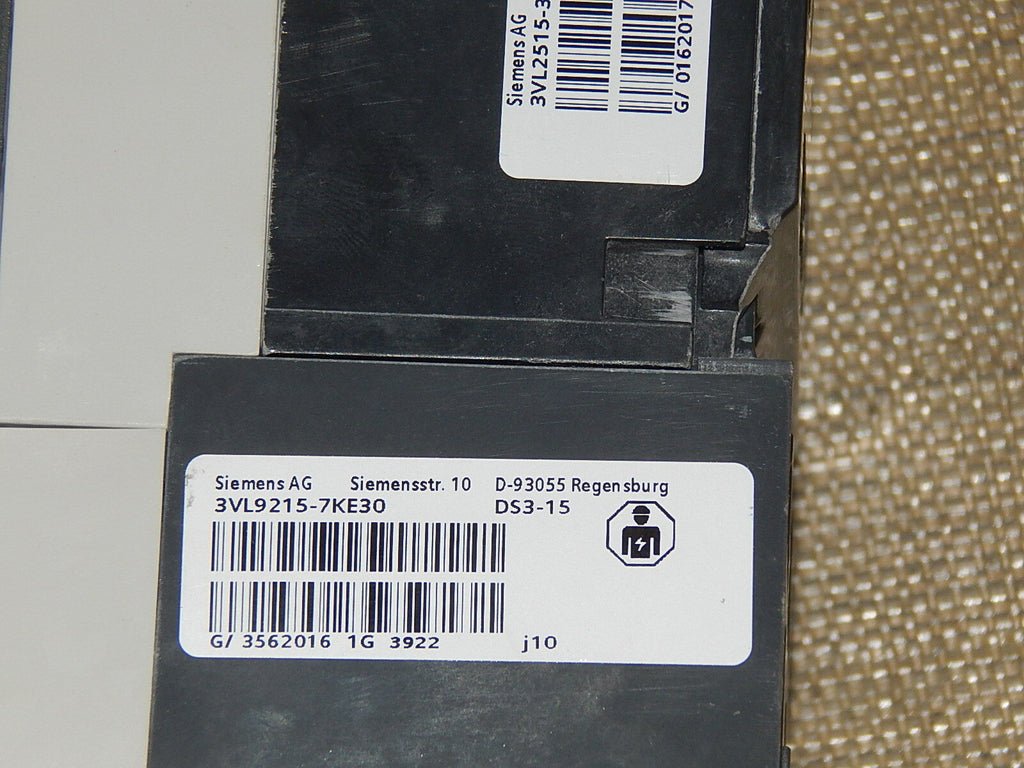 Siemens AG
3VL2515-3
G/ 0162017
Siemens AG Siemensstr. 10 D-93055 Regensburg
3VL9215-7KE30 DS3-15
G/ 3562016 1G 3922 j10